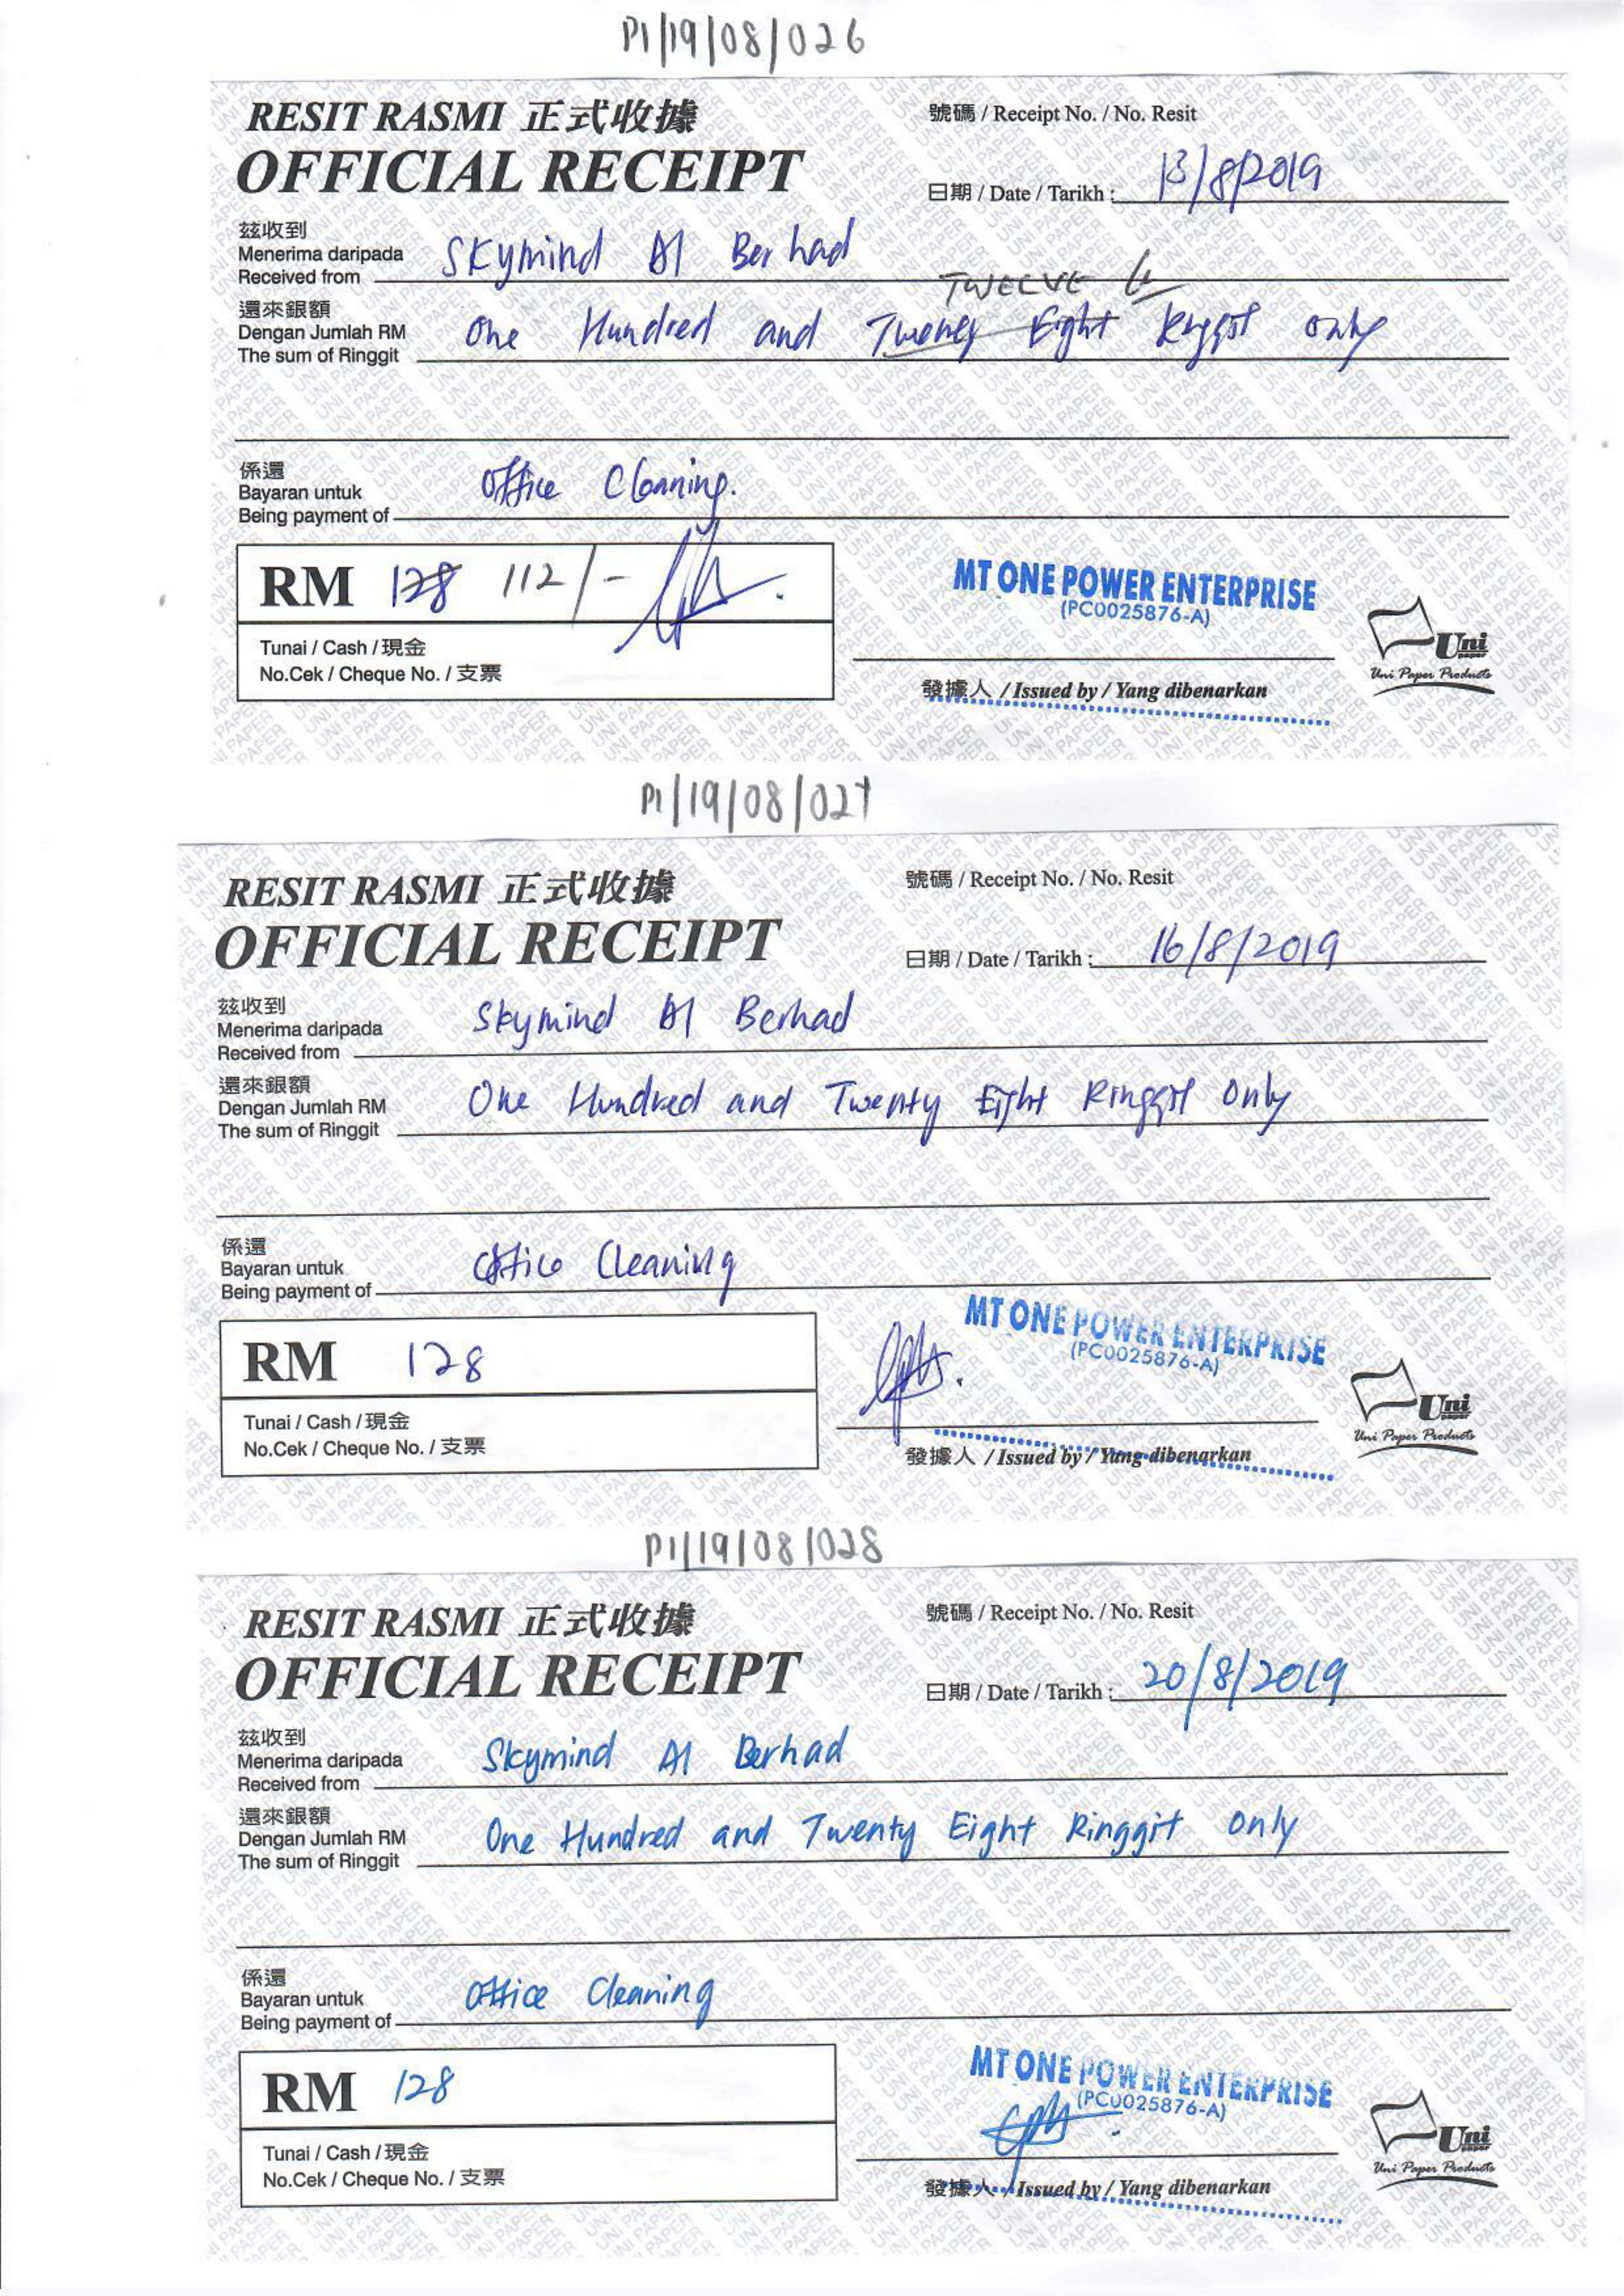 PI/19/08/026
RESIT RASMI 正式收據
OFFICIAL RECEIPT
號碼 / Receipt No. / No. Resit
日期 / Date / Tarikh : 13/8/2019
茲收到
Menerima daripada
Received from
Skymind AI Berhad
TWELVE
還來銀額
Dengan Jumlah RM
The sum of Ringgit
One Hundred and Twenty Eight Ringgit only
係還
Bayaran untuk
Being payment of
Office Cleaning.
RM 128 112/-
Tunai / Cash / 現金
No.Cek / Cheque No. / 支票
MT ONE POWER ENTERPRISE
(PC0025876-A)
發據人 / Issued by / Yang dibenarkan
Uni
paper
Uni Paper Products
PI/19/08/027
RESIT RASMI 正式收據
OFFICIAL RECEIPT
號碼 / Receipt No. / No. Resit
日期 / Date / Tarikh : 16/8/2019
茲收到
Menerima daripada
Received from
Skymind AI Berhad
還來銀額
Dengan Jumlah RM
The sum of Ringgit
One Hundred and Twenty Eight Ringgit Only
係還
Bayaran untuk
Being payment of
Office Cleaning
RM 128
Tunai / Cash / 現金
No.Cek / Cheque No. / 支票
MT ONE POWER ENTERPRISE
(PC0025876-A)
發據人 / Issued by / Yang dibenarkan
Uni
paper
Uni Paper Products
PI/19/08/028
RESIT RASMI 正式收據
OFFICIAL RECEIPT
號碼 / Receipt No. / No. Resit
日期 / Date / Tarikh : 20/8/2019
茲收到
Menerima daripada
Received from
Skymind AI Berhad
還來銀額
Dengan Jumlah RM
The sum of Ringgit
One Hundred and Twenty Eight Ringgit only
係還
Bayaran untuk
Being payment of
Office Cleaning
RM 128
Tunai / Cash / 現金
No.Cek / Cheque No. / 支票
MT ONE POWER ENTERPRISE
(PC0025876-A)
發據人 / Issued by / Yang dibenarkan
Uni
paper
Uni Paper Products